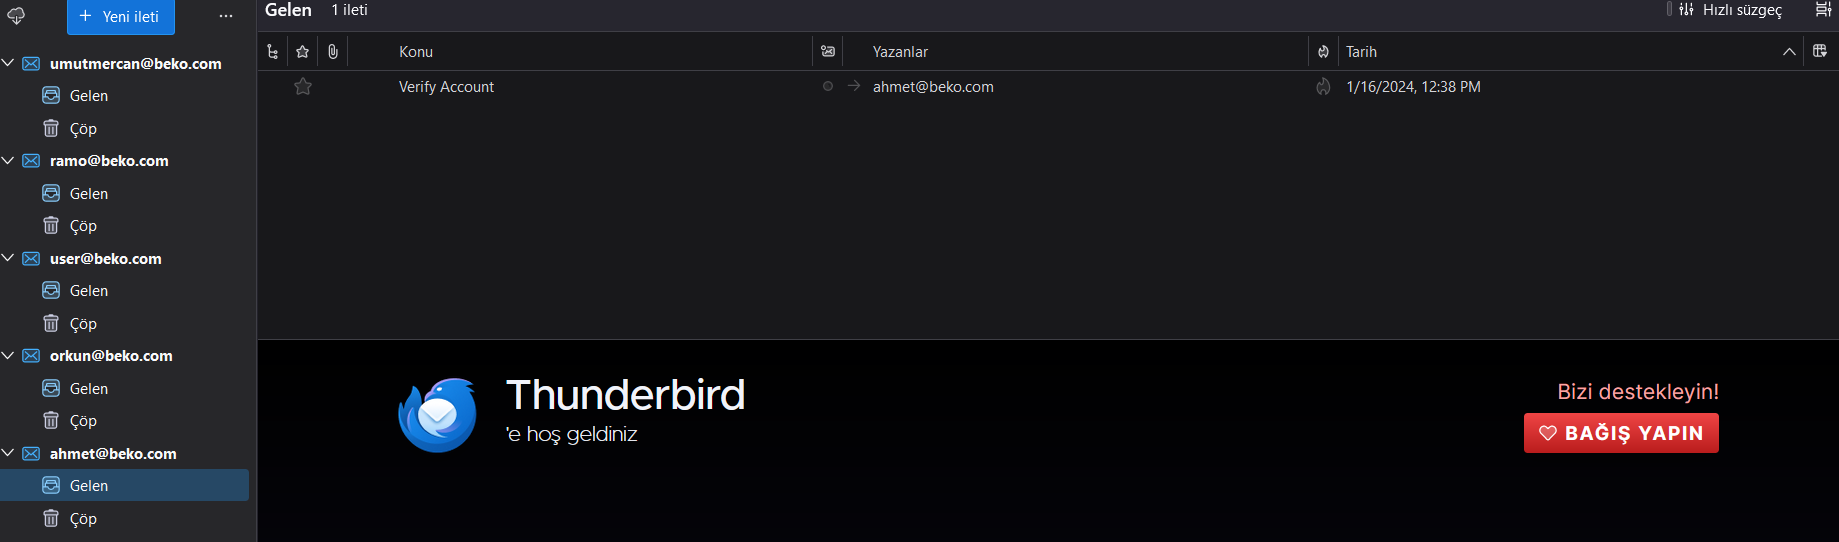 Yeni ileti
umutmercan@beko.com
Gelen
Çöp
ramo@beko.com
Gelen
Çöp
user@beko.com
Gelen
Çöp
orkun@beko.com
Gelen
Çöp
ahmet@beko.com
Gelen
Çöp
Gelen 1 ileti Hızlı süzgeç
Konu Yazanlar Tarih
Verify Account ahmet@beko.com 1/16/2024, 12:38 PM
Thunderbird
'e hoş geldiniz
Bizi destekleyin!
BAĞIŞ YAPIN